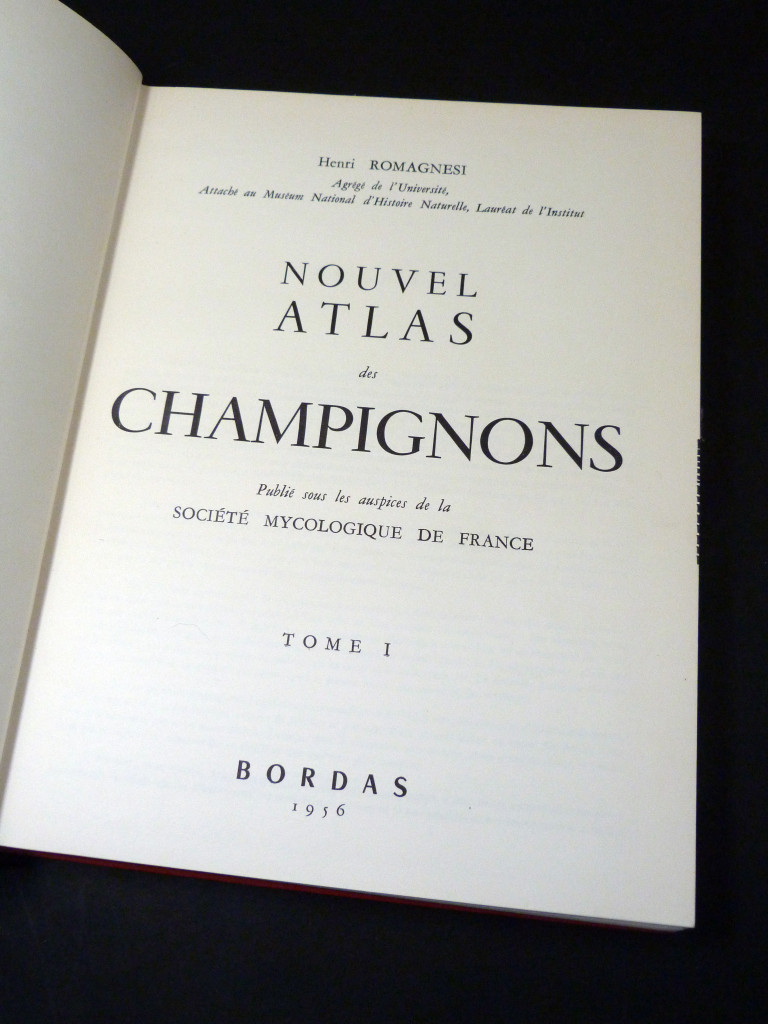 Henri ROMAGNESI
Agrégé de l'Université,
Attaché au Muséum National d'Histoire Naturelle, Lauréat de l'Institut
NOUVEL
ATLAS
des
CHAMPIGNONS
Publié sous les auspices de la
SOCIÉTÉ MYCOLOGIQUE DE FRANCE
TOME I
BORDAS
1956